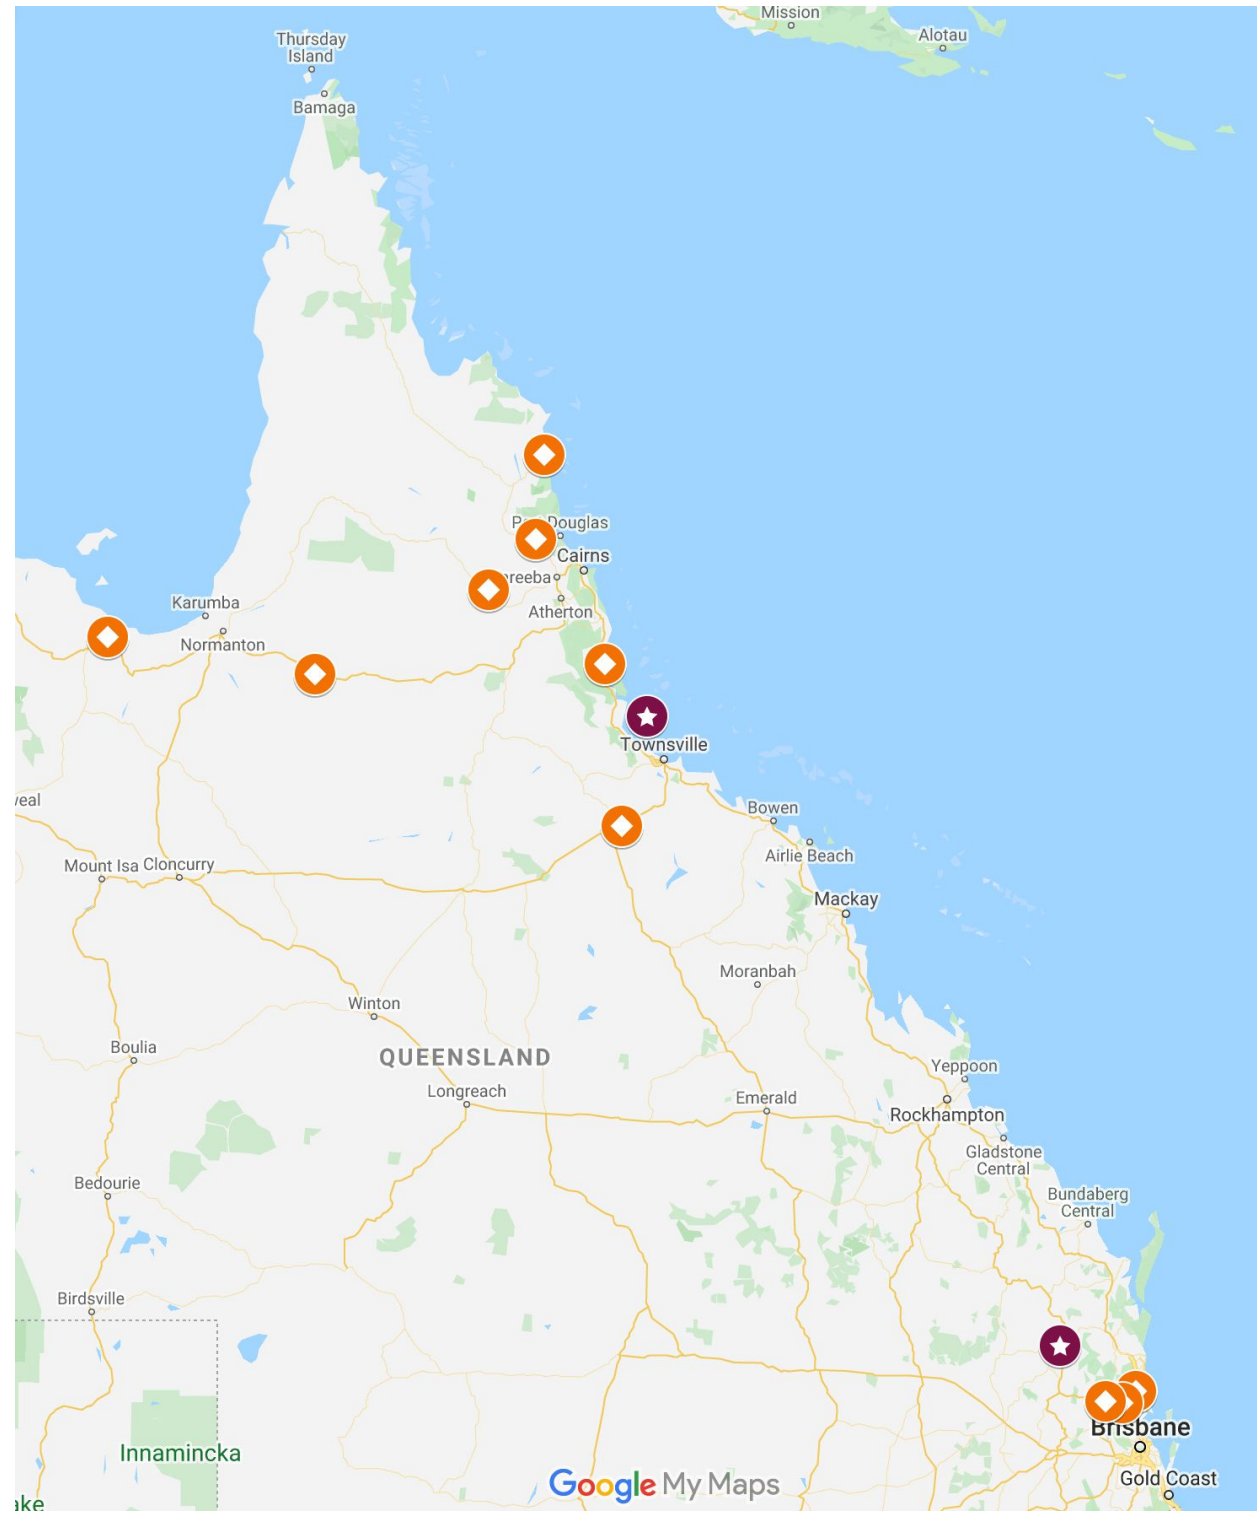 Mission
Alotau
Thursday
Island
Bamaga
Douglas
Cairns
reeba
Atherton
Karumba
Normanton
Townsville
Bowen
Airlie Beach
Mackay
eal
Mount Isa
Cloncurry
Moranbah
Winton
Boulia
QUEENSLAND
Longreach
Emerald
Yeppoon
Rockhampton
Gladstone
Central
Bedourie
Bundaberg
Central
Birdsville
Brisbane
Innamincka
Gold Coast
Google My Maps
ake